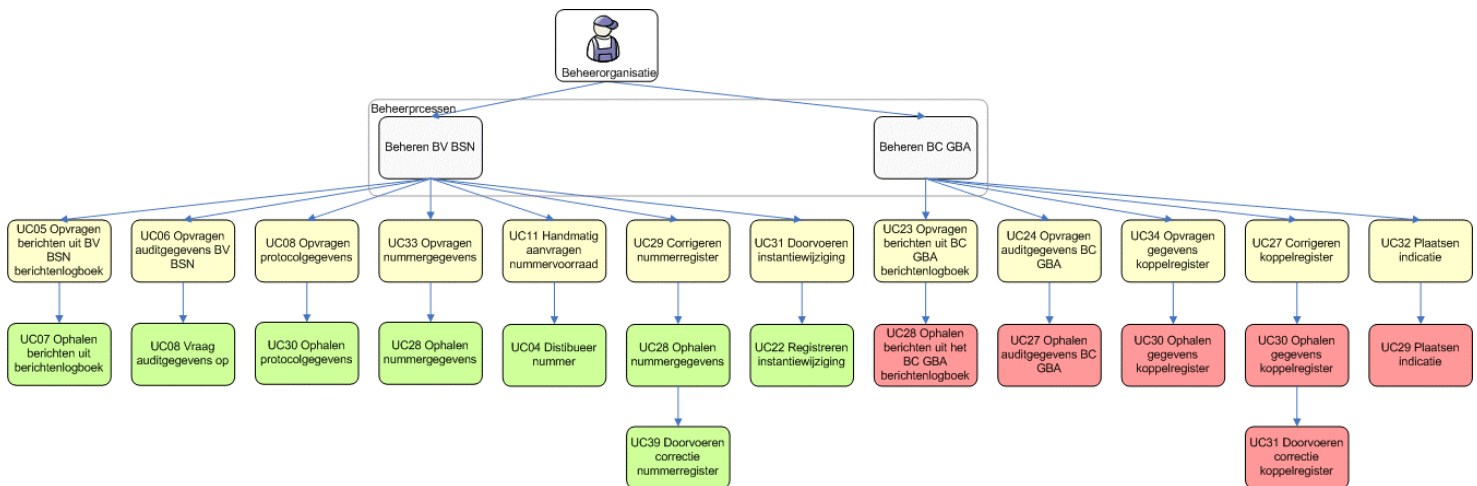 Beheerorganisatie
Beheerprcessen
Beheren BV BSN
Beheren BC GBA
UC05 Opvragen
berichten uit BV
BSN
berichtenlogboek
UC06 Opvragen
auditgegevens BV
BSN
UC08 Opvragen
protocolgegevens
UC33 Opvragen
nummergegevens
UC11 Handmatig
aanvragen
nummervoorraad
UC29 Corrigeren
nummerregister
UC31 Doorvoeren
instantiewijziging
UC23 Opvragen
berichten uit BC
GBA
berichtenlogboek
UC24 Opvragen
auditgegevens BC
GBA
UC34 Opvragen
gegevens
koppelregister
UC27 Corrigeren
koppelregister
UC32 Plaatsen
indicatie
UC07 Ophalen
berichten uit
berichtenlogboek
UC08 Vraag
auditgegevens op
UC30 Ophalen
protocolgegevens
UC28 Ophalen
nummergegevens
UC04 Distibueer
nummer
UC28 Ophalen
nummergegevens
UC22 Registreren
instantiewijziging
UC28 Ophalen
berichten uit het
BC GBA
berichtenlogboek
UC27 Ophalen
auditgegevens BC
GBA
UC30 Ophalen
gegevens
koppelregister
UC30 Ophalen
gegevens
koppelregister
UC29 Plaatsen
indicatie
UC39 Doorvoeren
correctie
nummerregister
UC31 Doorvoeren
correctie
koppelregister